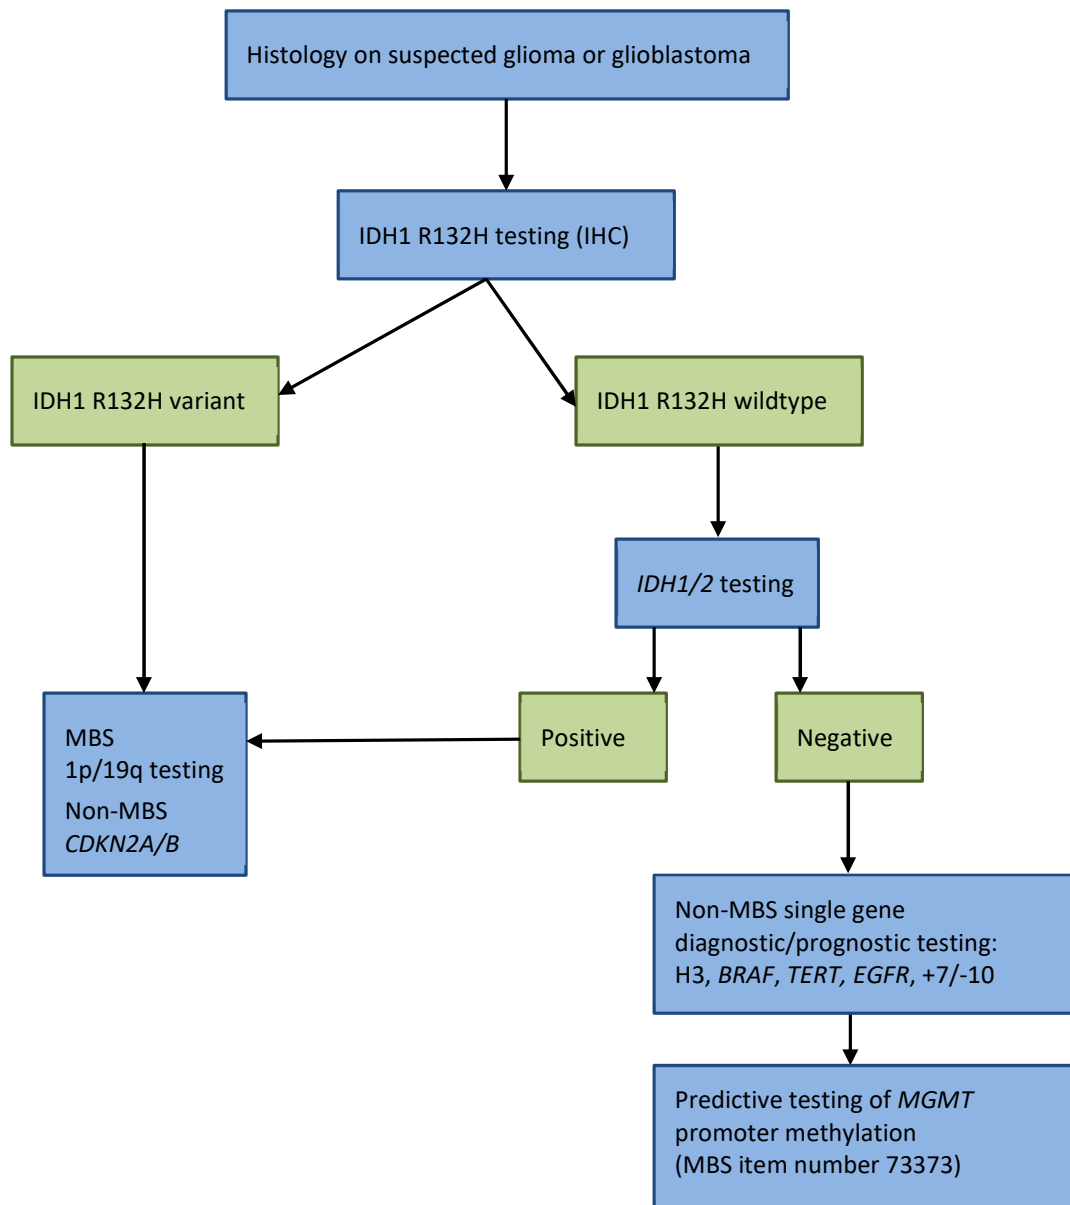 Histology on suspected glioma or glioblastoma
IDH1 R132H testing (IHC)
IDH1 R132H variant
IDH1 R132H wildtype
IDH1/2 testing
MBS
1p/19q testing
Non-MBS
CDKN2A/B
Positive
Negative
Non-MBS single gene
diagnostic/prognostic testing:
H3, BRAF, TERT, EGFR, +7/-10
Predictive testing of MGMT
promoter methylation
(MBS item number 73373)